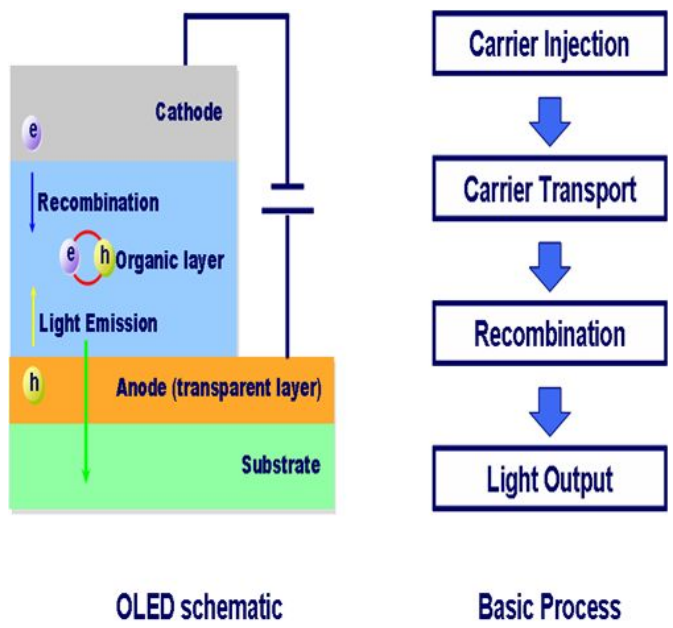 Cathode
e
Recombination
e h Organic layer
Light Emission
h Anode (transparent layer)
Substrate
OLED schematic
Carrier Injection
Carrier Transport
Recombination
Light Output
Basic Process